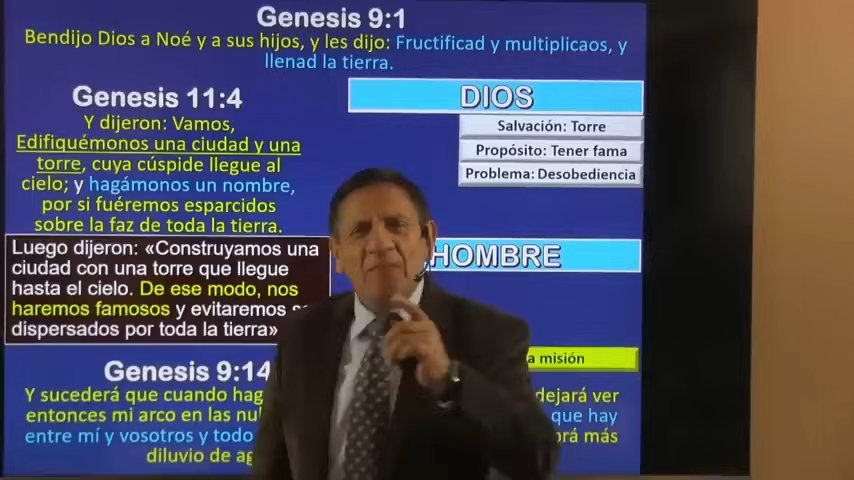 Genesis 9:1
Bendijo Dios a Noé y a sus hijos, y les dijo: Fructificad y multiplicaos, y
llenad la tierra.
Genesis 11:4
Y dijeron: Vamos,
Edifiquémonos una ciudad y una
torre, cuya cúspide llegue al
cielo; y hagámonos un nombre,
por si fuéremos esparcidos
sobre la faz de toda la tierra.
Luego dijeron: «Construyamos una
ciudad con una torre que llegue
hasta el cielo. De ese modo, nos
haremos famosos y evitaremos
dispersados por toda la tierra»
DIOS
Salvación: Torre
Propósito: Tener fama
Problema: Desobediencia
HOMBRE
a misión
Genesis 9:14
Y sucederá que cuando dejará ver
entonces mi arco en las que hay
entre mí y vosotros y todo más
diluvio de